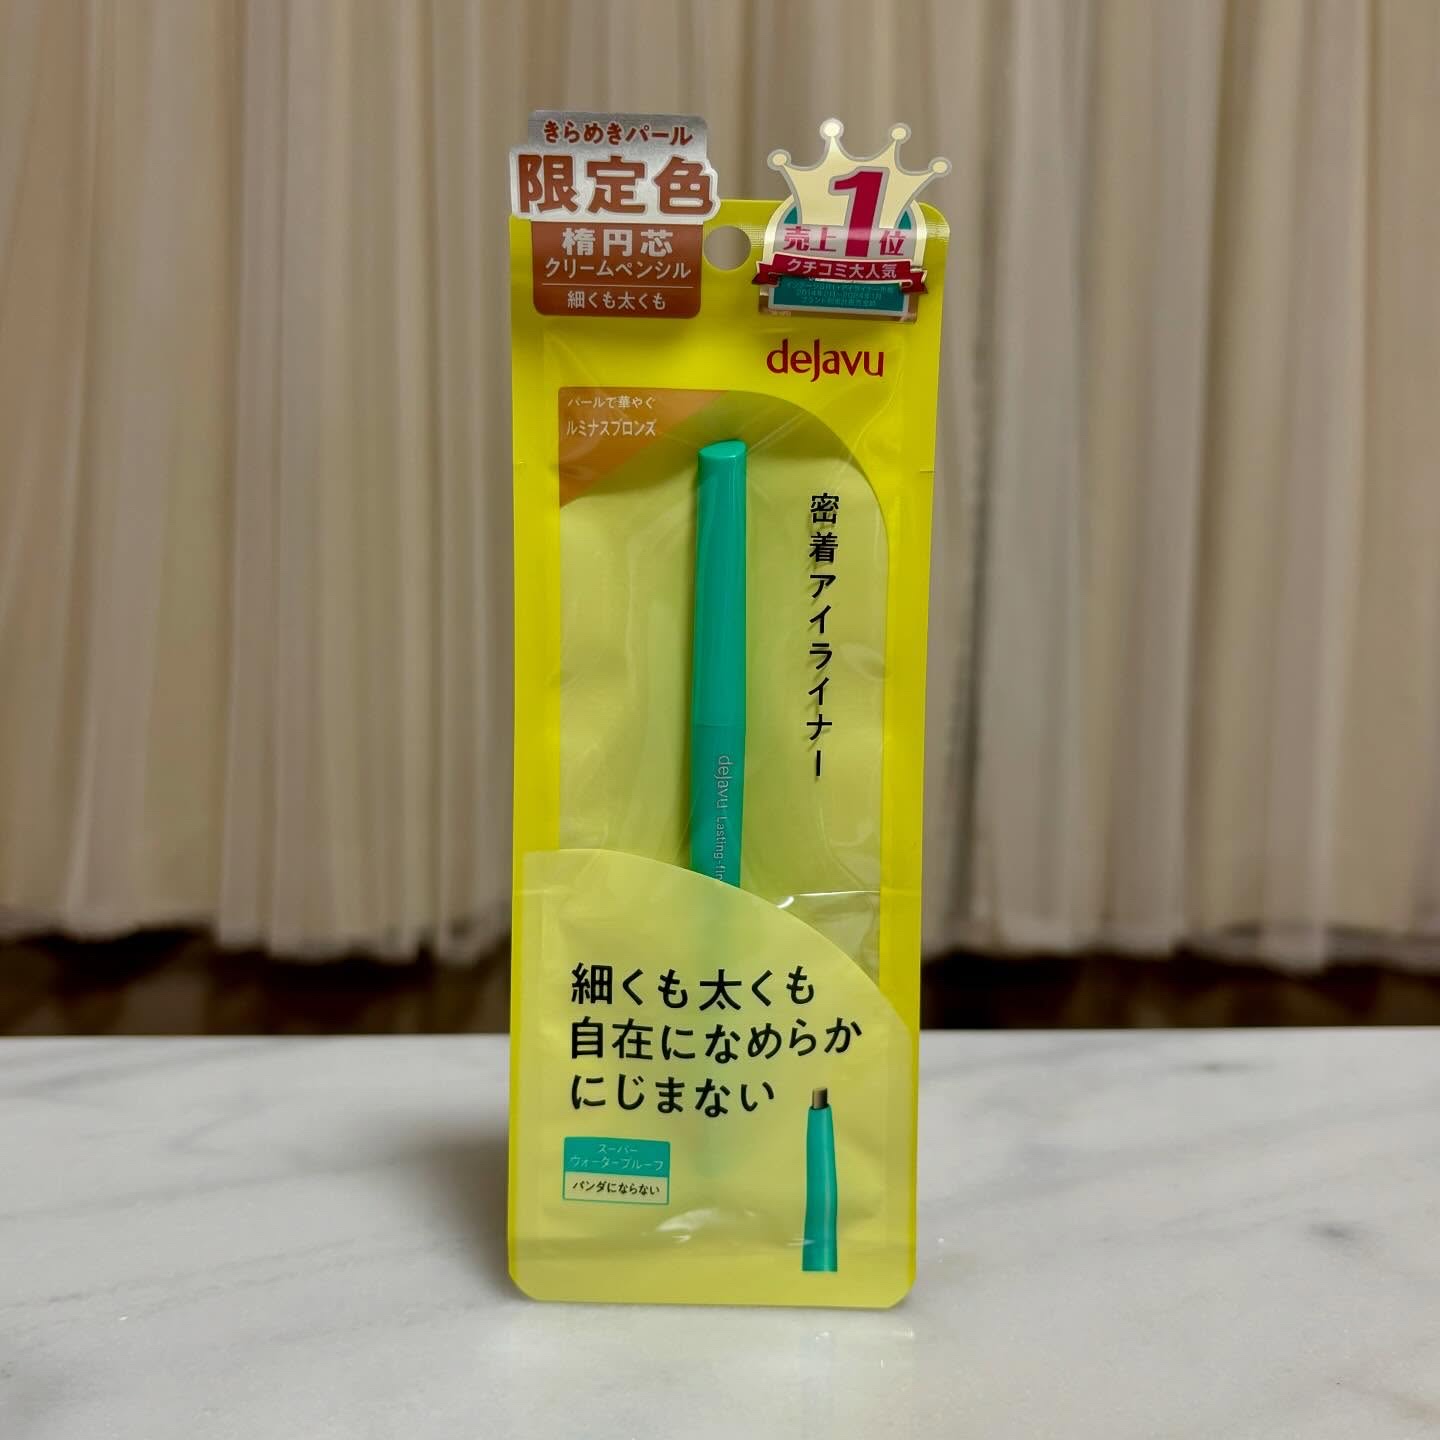 きらめきパール
限定色
楕円芯
クリームペンシル
細くも太くも
売上1位
クチコミ大人気
dejavu
パールで華やぐ
ルミナスブロンズ
密着アイライナー
dejavu Lasting-fin
細くも太くも
自在になめらか
にじまない
スーパー
ウォータープルーフ
パンダにならない